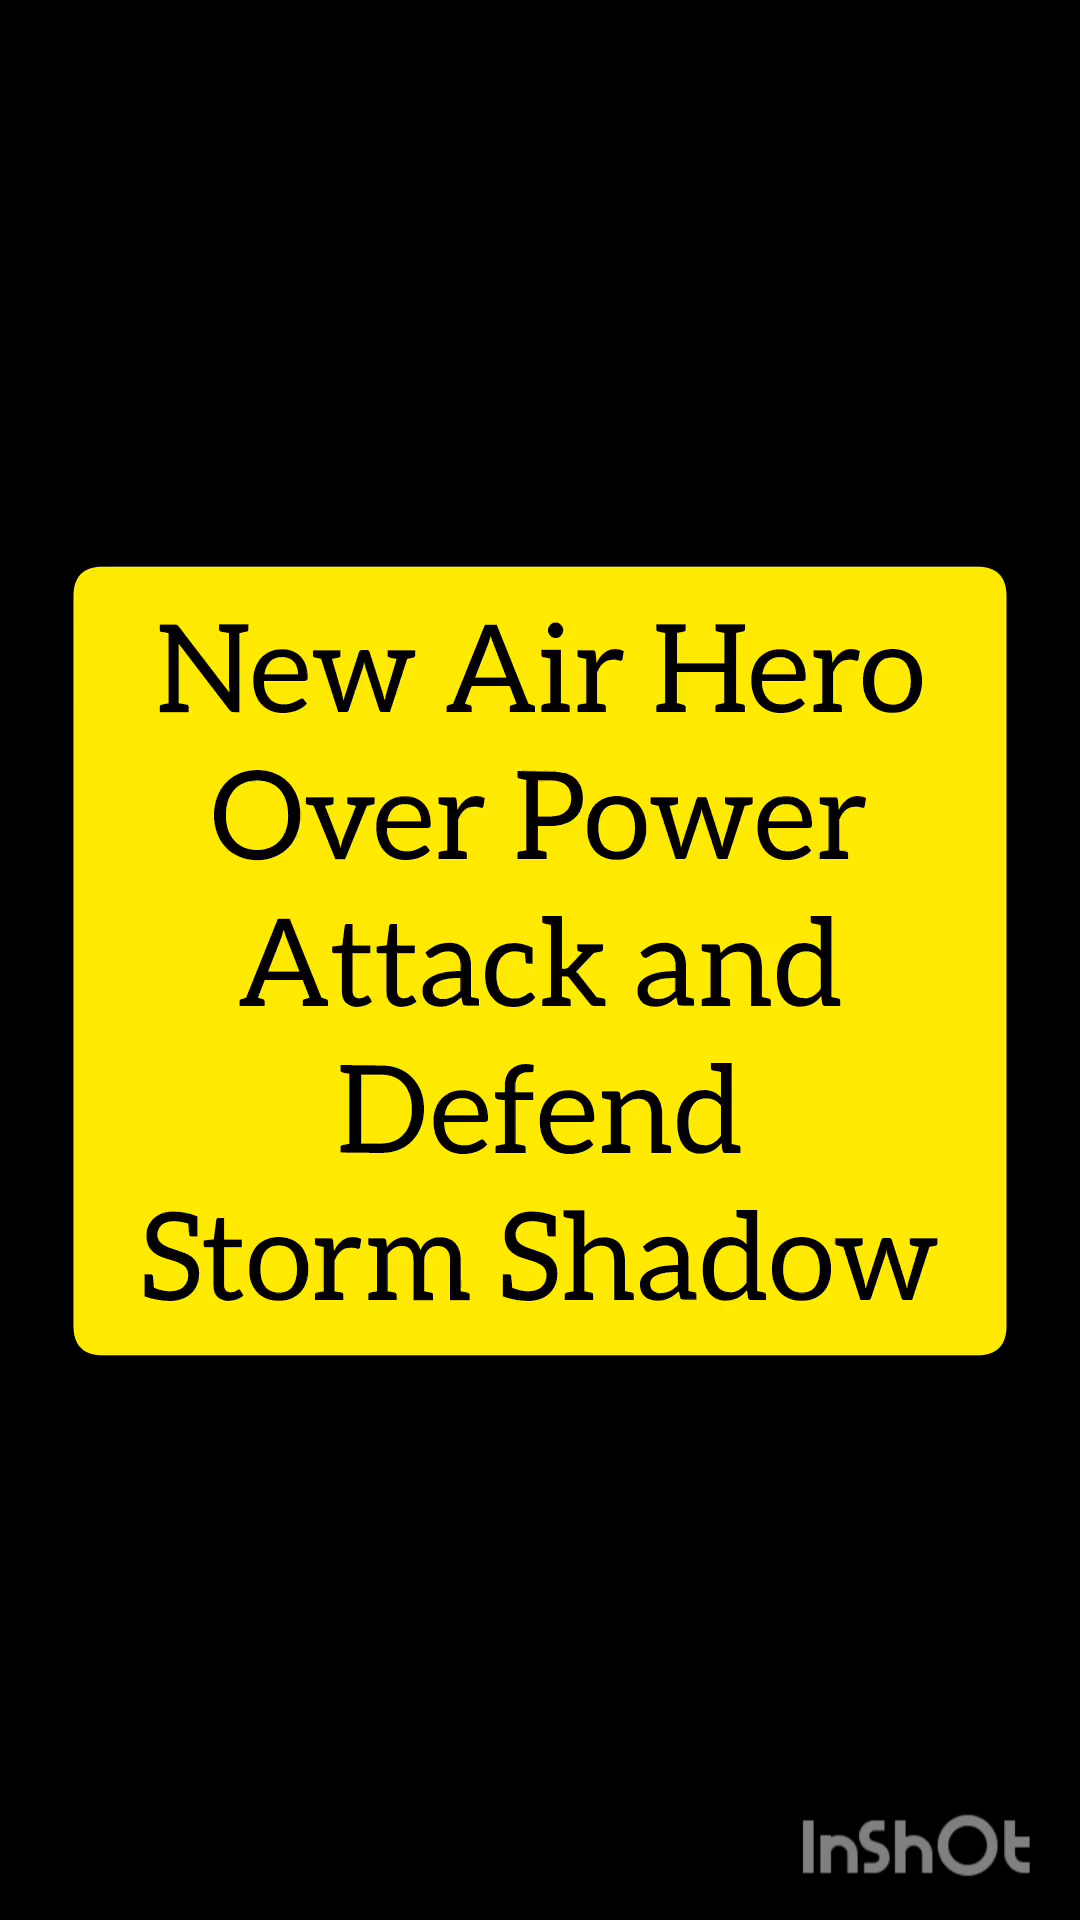 New Air Hero
Over Power
Attack and
Defend
Storm Shadow
InShOt